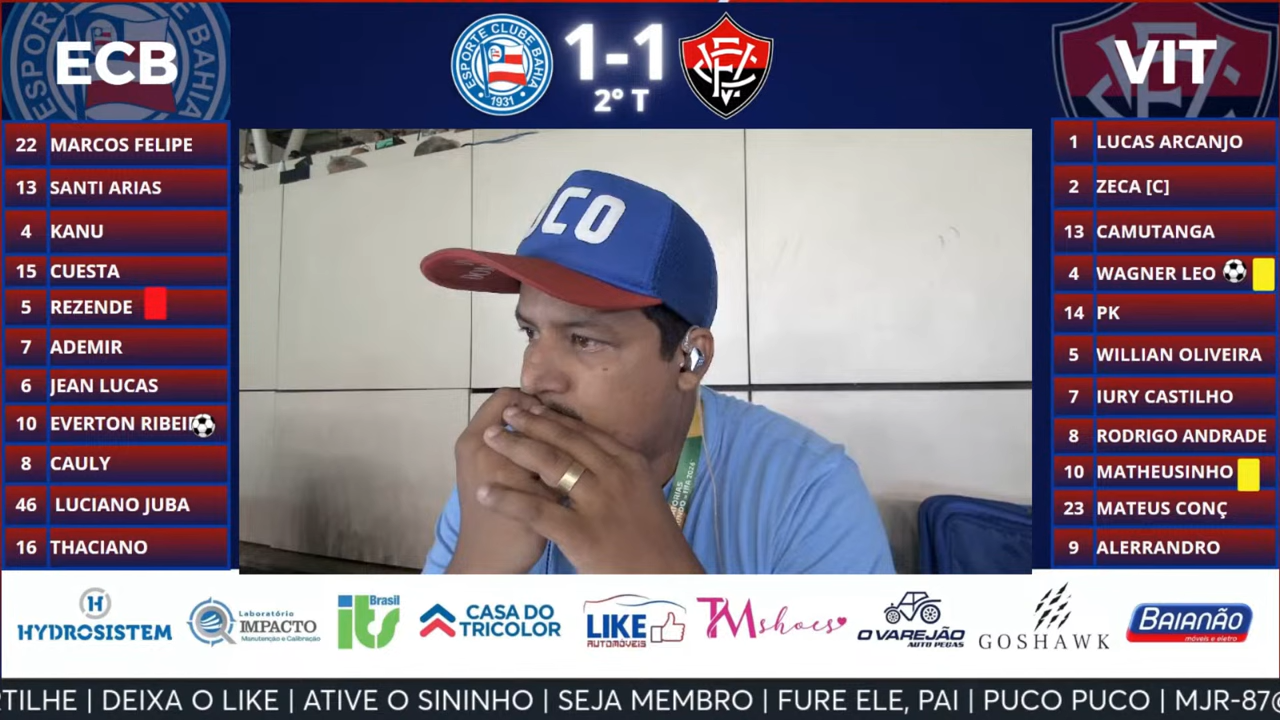 ECB
ESPORTE CLUBE BAHIA
1931
1-1
2º T
VIT
22 MARCOS FELIPE
13 SANTI ARIAS
4 KANU
15 CUESTA
5 REZENDE
7 ADEMIR
6 JEAN LUCAS
10 EVERTON RIBEI
8 CAULY
46 LUCIANO JUBA
16 THACIANO
OCO
1 LUCAS ARCANJO
2 ZECA [C]
13 CAMUTANGA
4 WAGNER LEO
14 PK
5 WILLIAN OLIVEIRA
7 IURY CASTILHO
8 RODRIGO ANDRADE
10 MATHEUSINHO
23 MATEUS CONÇ
9 ALERRANDRO
H
HYDROSISTEM
Laboratório
IMPACTO
Manutenção e Calibração
Brasil
its
CASA DO
TRICOLOR
LIKE
AUTOMÓVEIS
TM shoes
O VAREJÃO
AUTO PEÇAS
GOSHAWK
BAIANÃO
móveis e eletro
RTILHE | DEIXA O LIKE | ATIVE O SININHO | SEJA MEMBRO | FURE ELE, PAI | PUCO PUCO | MJR-87@